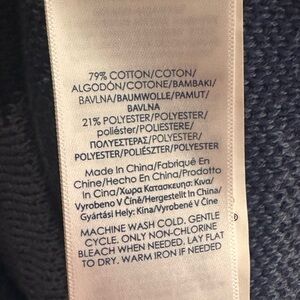 79% COTTON/COTON/
ALGODÓN/COTONE/BAMBAKI/
BAVLNA/BAUMWOLLE/PAMUT/
BAVLNA
21% POLYESTER/POLYESTER/
poliéster/POLIESTERE/
ΠΟΛΥΕΣΤΕΡΑΣ/POLYESTER/
POLYESTER/POLIÉSZTER/POLYESTER
Made In China/Fabriqué En
Chine/Hecho En China/Prodotto
In Cina/Χωρα Κατασκευης: Κινα/
Vyrobeno V Číně/Hergestellt In China/
Gyártási Hely: Kína/Vyrobené V Číne
MACHINE WASH COLD. GENTLE
CYCLE. ONLY NON-CHLORINE
BLEACH WHEN NEEDED. LAY FLAT
TO DRY. WARM IRON IF NEEDED